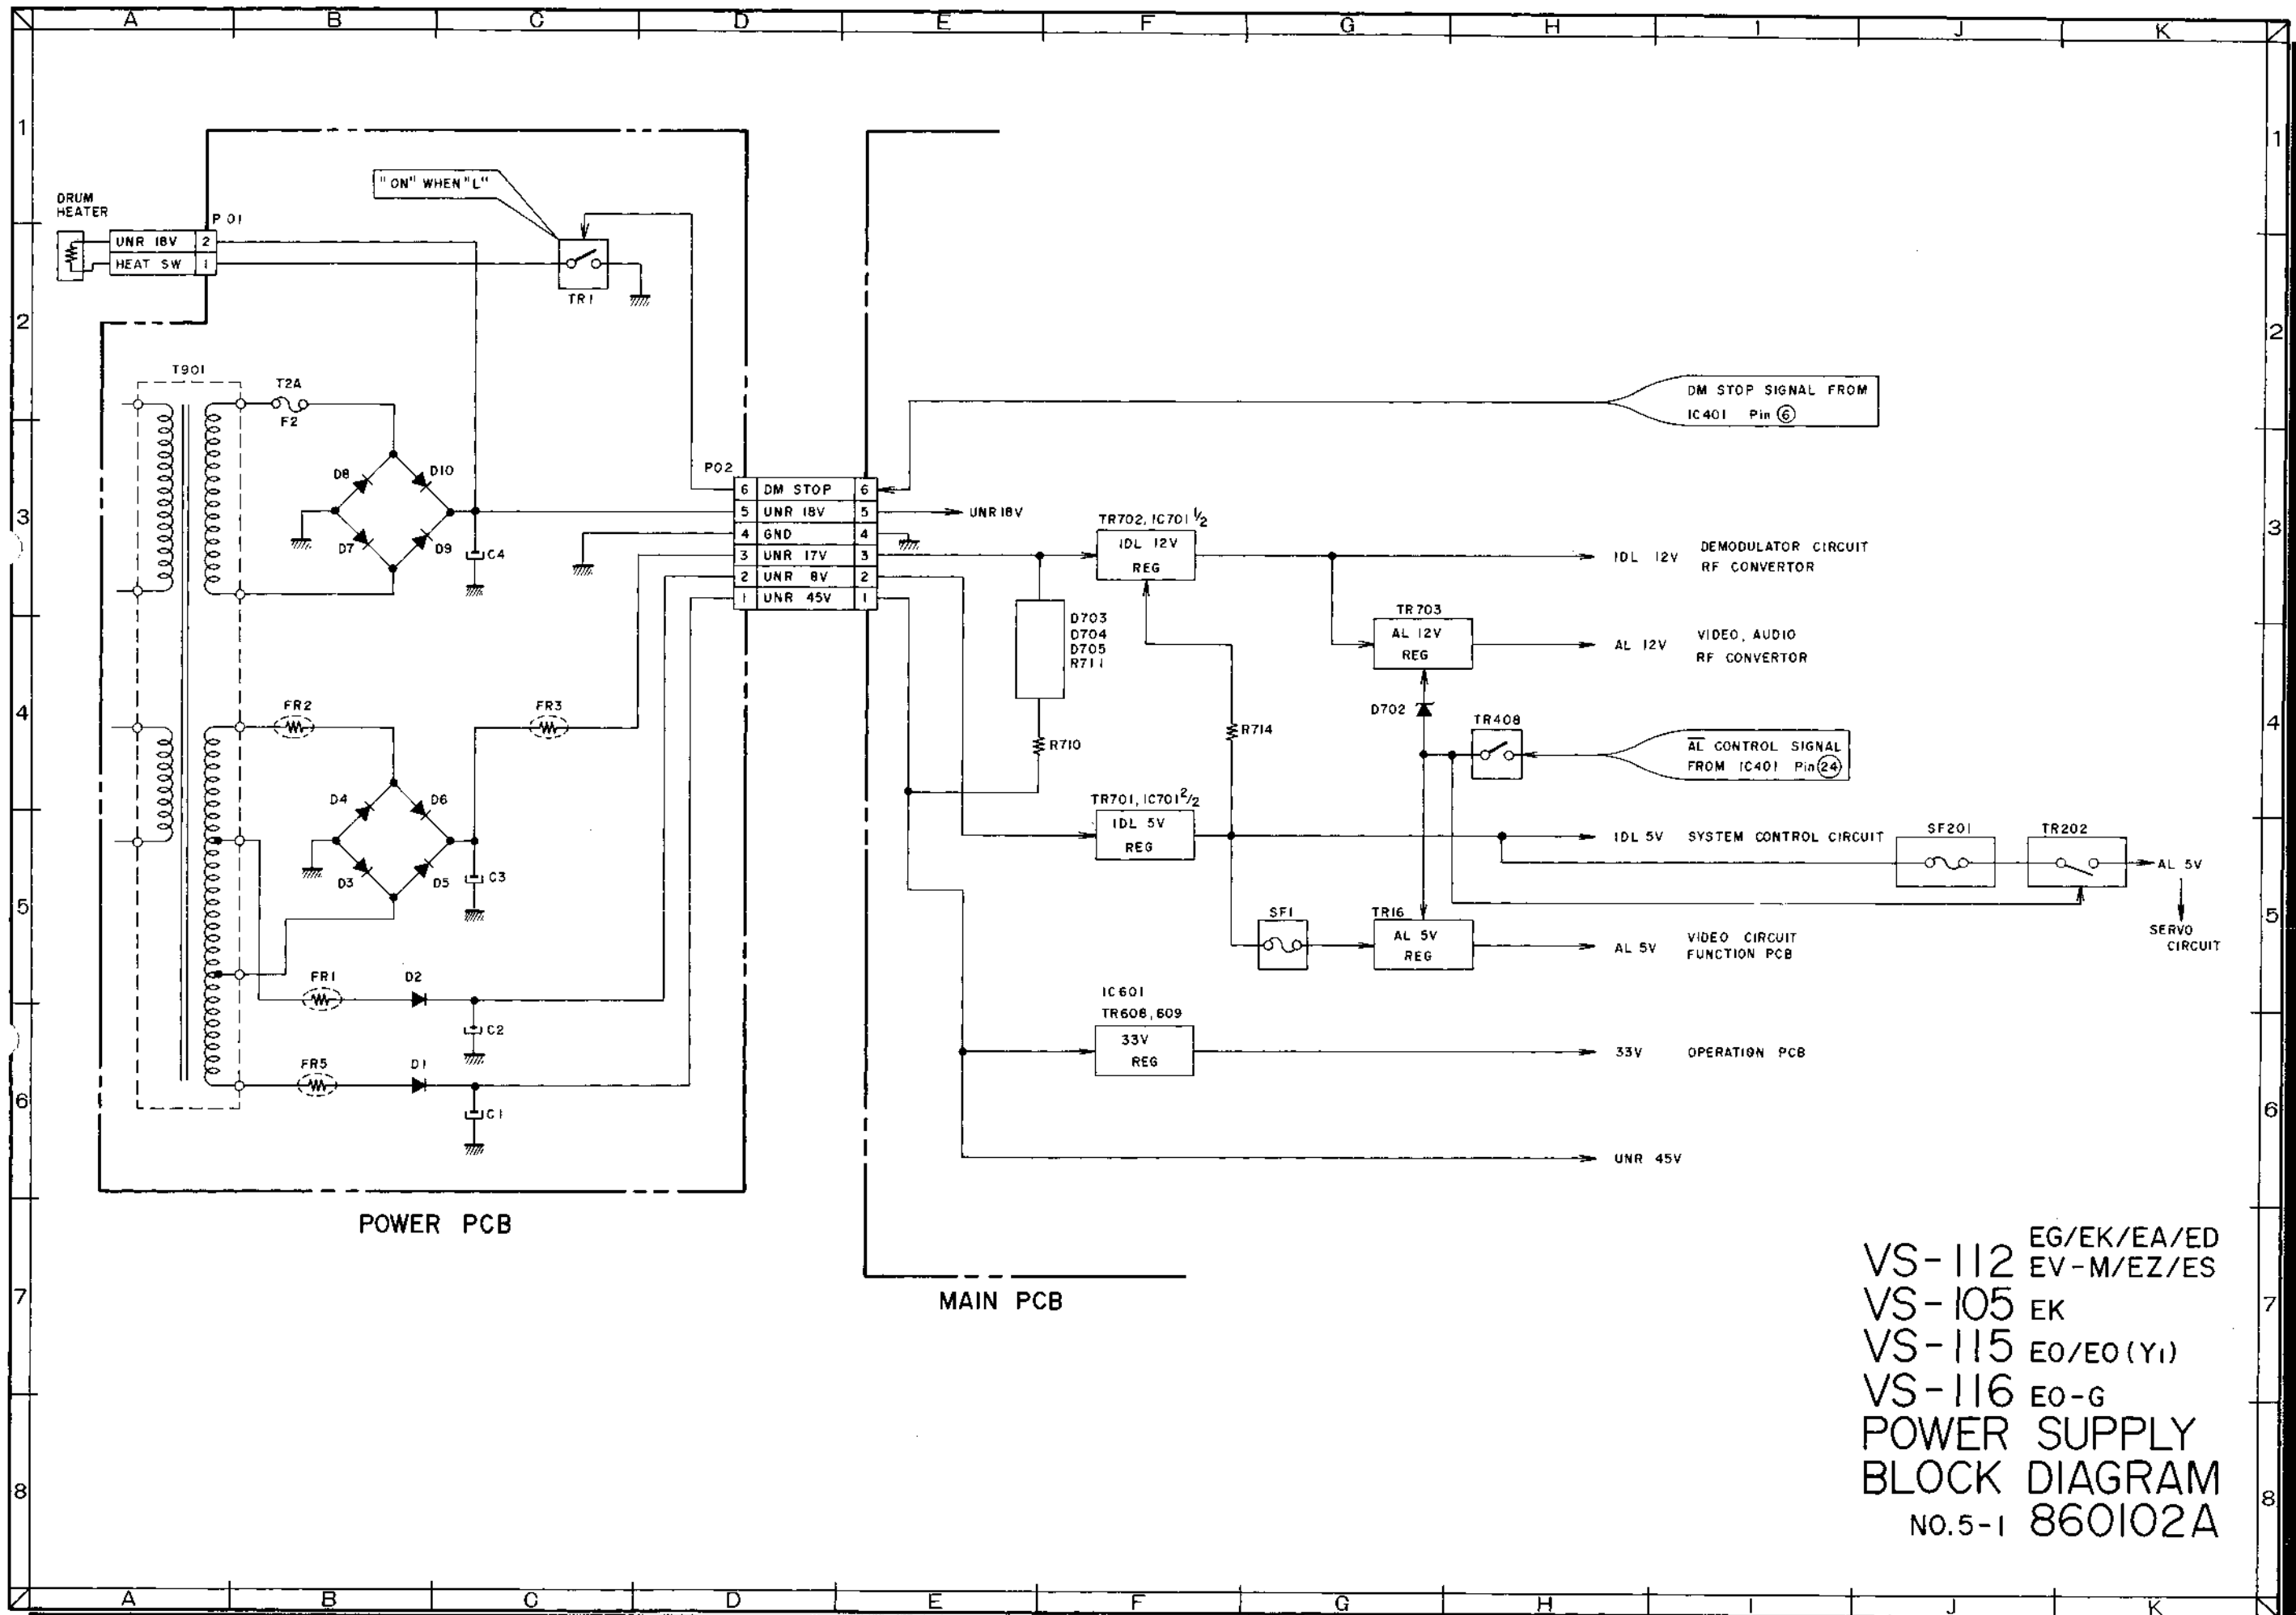 A B C D E F G H I J K
1 1
"ON" WHEN "L"
DRUM
HEATER
P 01
UNR 18V 2
HEAT SW 1
TR1
2 2
T901
T2A
F2
DM STOP SIGNAL FROM
IC401 Pin 6
D8 D10
D7 D9
C4
P02
6 DM STOP 6
5 UNR 18V 5
4 GND 4
3 UNR 17V 3
2 UNR 8V 2
1 UNR 45V 1
UNR 18V
3 3
TR702, IC701 1/2
IDL 12V
REG
IDL 12V DEMODULATOR CIRCUIT
RF CONVERTOR
D703
D704
D705
R711
TR703
AL 12V
REG
AL 12V VIDEO, AUDIO
RF CONVERTOR
4 4
FR2
FR3
R710
R714
D702
TR408
AL CONTROL SIGNAL
FROM IC401 Pin 24
D4 D6
D3 D5
C3
TR701, IC701 2/2
IDL 5V
REG
IDL 5V SYSTEM CONTROL CIRCUIT
SF201
TR202
AL 5V
SERVO
CIRCUIT
5 5
SF1
TR16
AL 5V
REG
AL 5V VIDEO CIRCUIT
FUNCTION PCB
FR1
D2
C2
IC601
TR608, 609
33V
REG
33V OPERATION PCB
FR5
D1
C1
6 6
UNR 45V
POWER PCB
MAIN PCB
7 7
VS-112 EG/EK/EA/ED
EV-M/EZ/ES
VS-105 EK
VS-115 EO/EO (Y1)
VS-116 EO-G
POWER SUPPLY
BLOCK DIAGRAM
NO.5-1 860102A
8 8
A B C D E F G H I J K